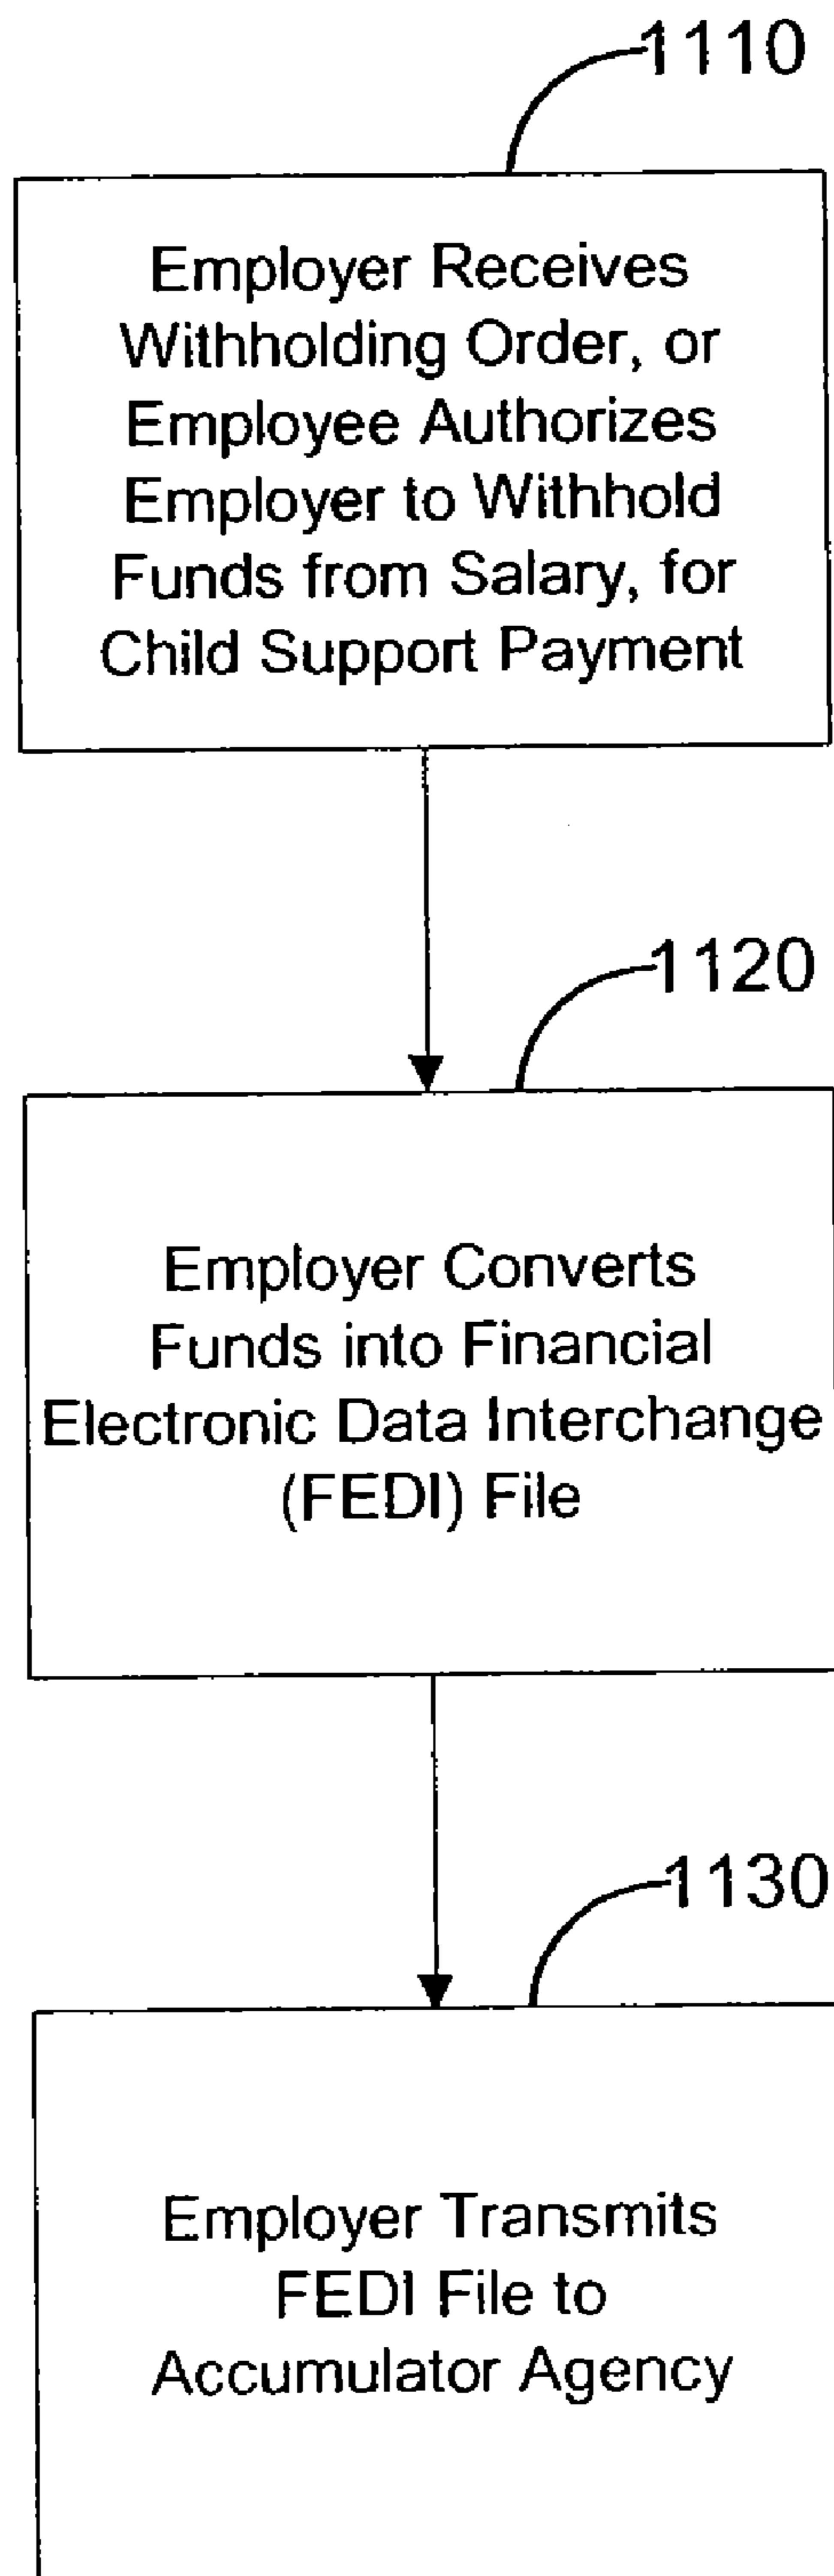 1110
Employer Receives
Withholding Order, or
Employee Authorizes
Employer to Withhold
Funds from Salary, for
Child Support Payment
1120
Employer Converts
Funds into Financial
Electronic Data Interchange
(FEDI) File
1130
Employer Transmits
FEDI File to
Accumulator Agency